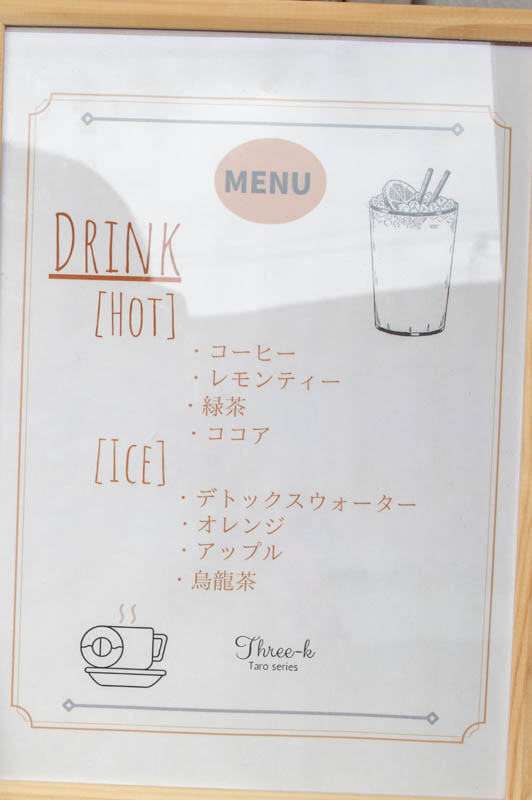 MENU
DRINK
[HOT]
・コーヒー
・レモンティー
・緑茶
・ココア
[ICE]
・デトックスウォーター
・オレンジ
・アップル
・烏龍茶
Three-k
Taro series